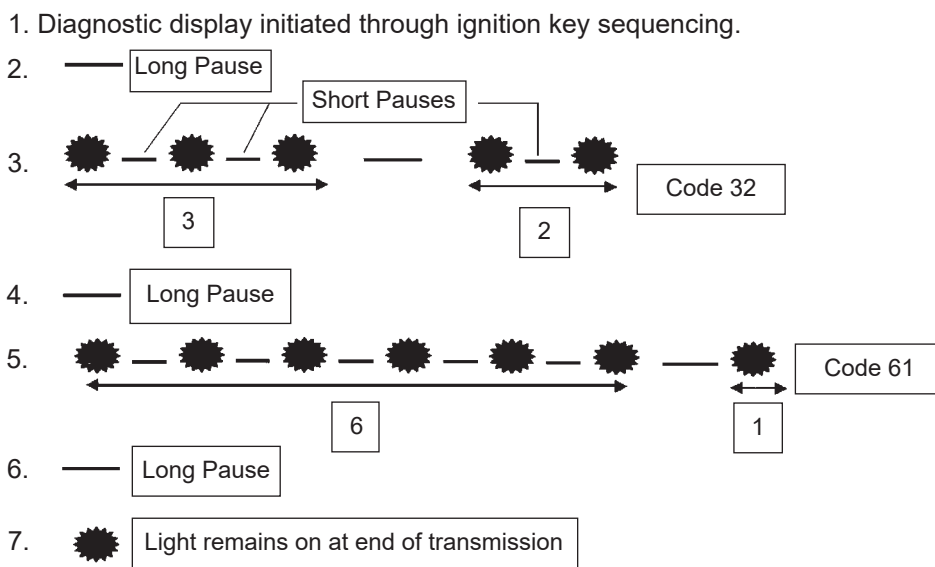 1. Diagnostic display initiated through ignition key sequencing.
2. Long Pause
Short Pauses
3.
Code 32
3
2
4. Long Pause
5.
Code 61
6
1
6. Long Pause
7. Light remains on at end of transmission